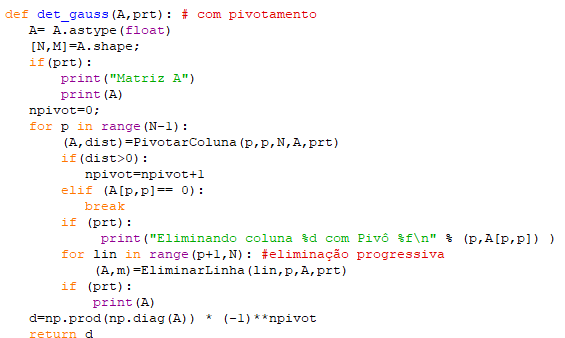 def det_gauss(A,prt): # com pivotamento
   A= A.astype(float)
   [N,M]=A.shape;
   if(prt):
       print("Matriz A")
       print(A)
   npivot=0;
   for p in range(N-1):
       (A,dist)=PivotarColuna(p,p,N,A,prt)
       if(dist>0):
          npivot=npivot+1
       elif (A[p,p]== 0):
          break
       if (prt):
            print("Eliminando coluna %d com Pivô %f\n" % (p,A[p,p]) )
       for lin in range(p+1,N): #eliminação progressiva
           (A,m)=EliminarLinha(lin,p,A,prt)
       if (prt):
           print(A)
   d=np.prod(np.diag(A)) * (-1)**npivot
   return d